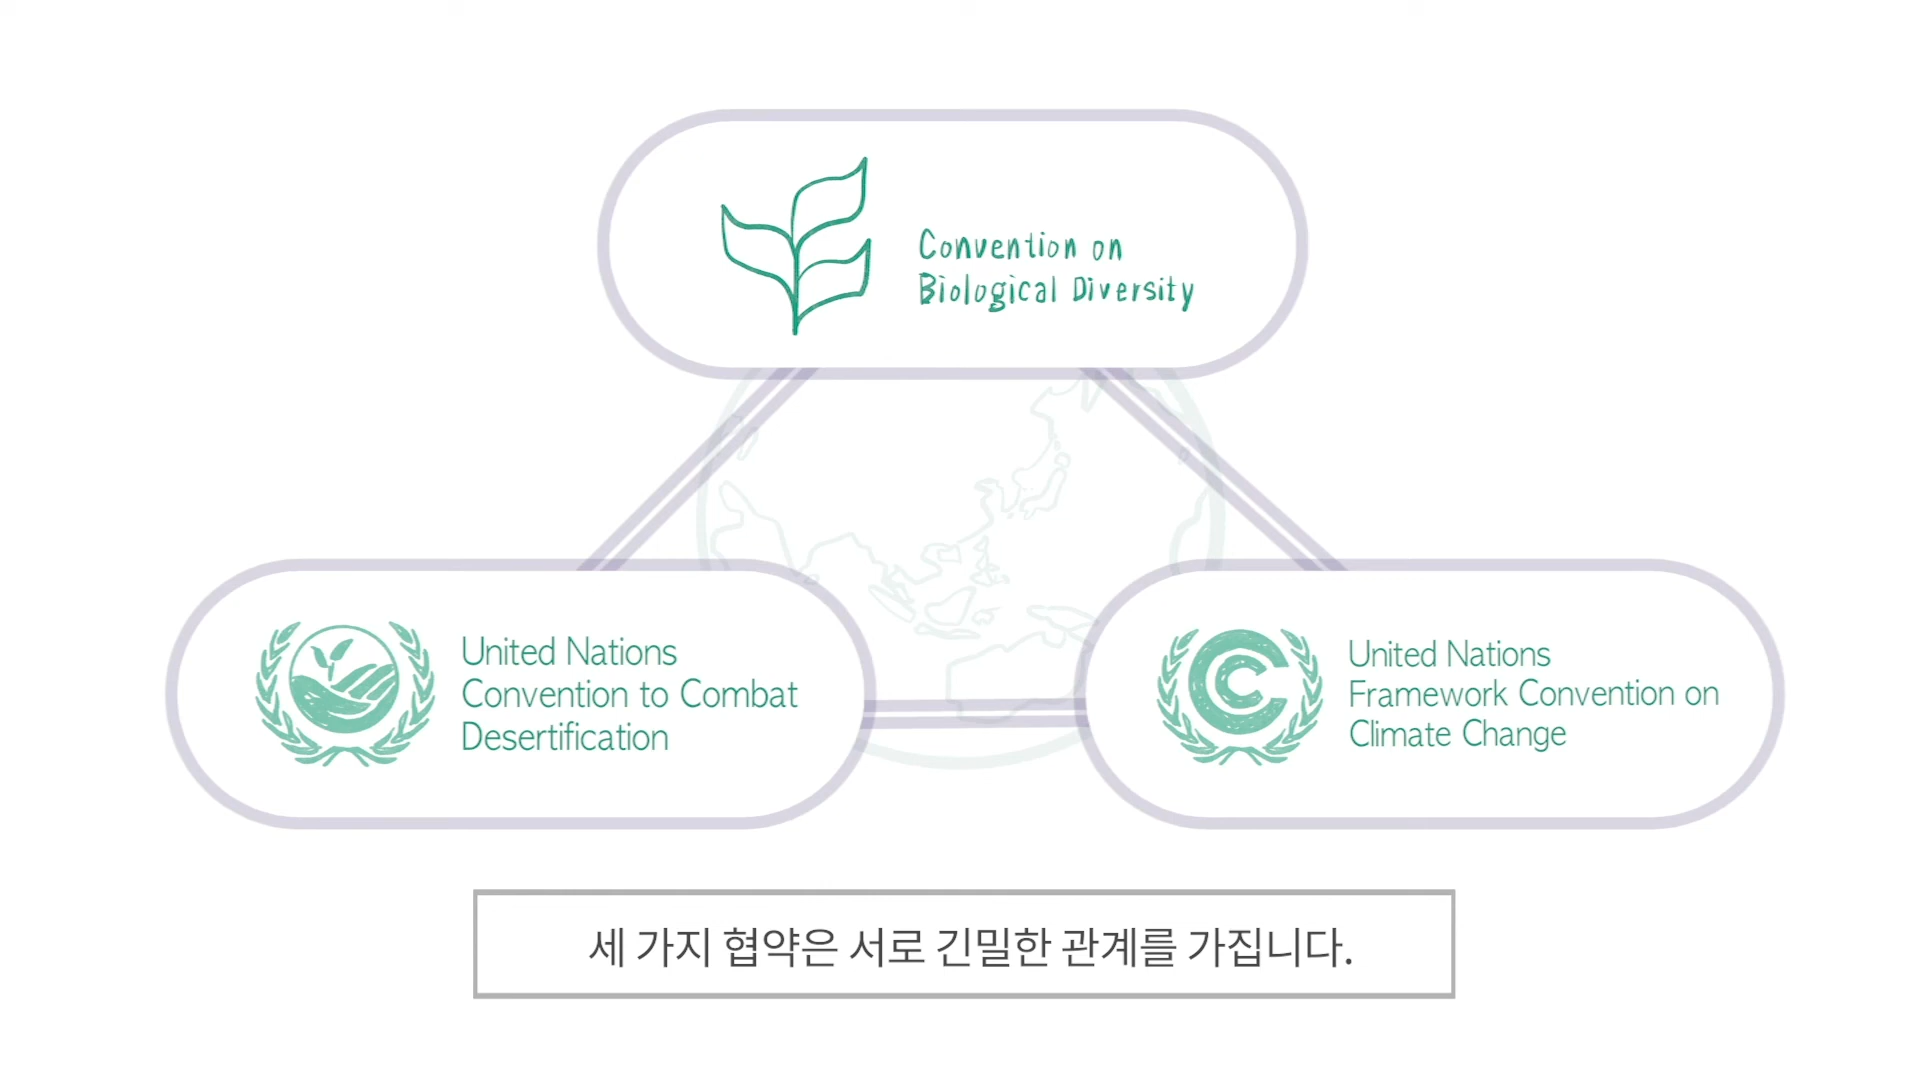 Convention on
Biological Diversity
United Nations
Convention to Combat
Desertification
United Nations
Framework Convention on
Climate Change
세 가지 협약은 서로 긴밀한 관계를 가집니다.